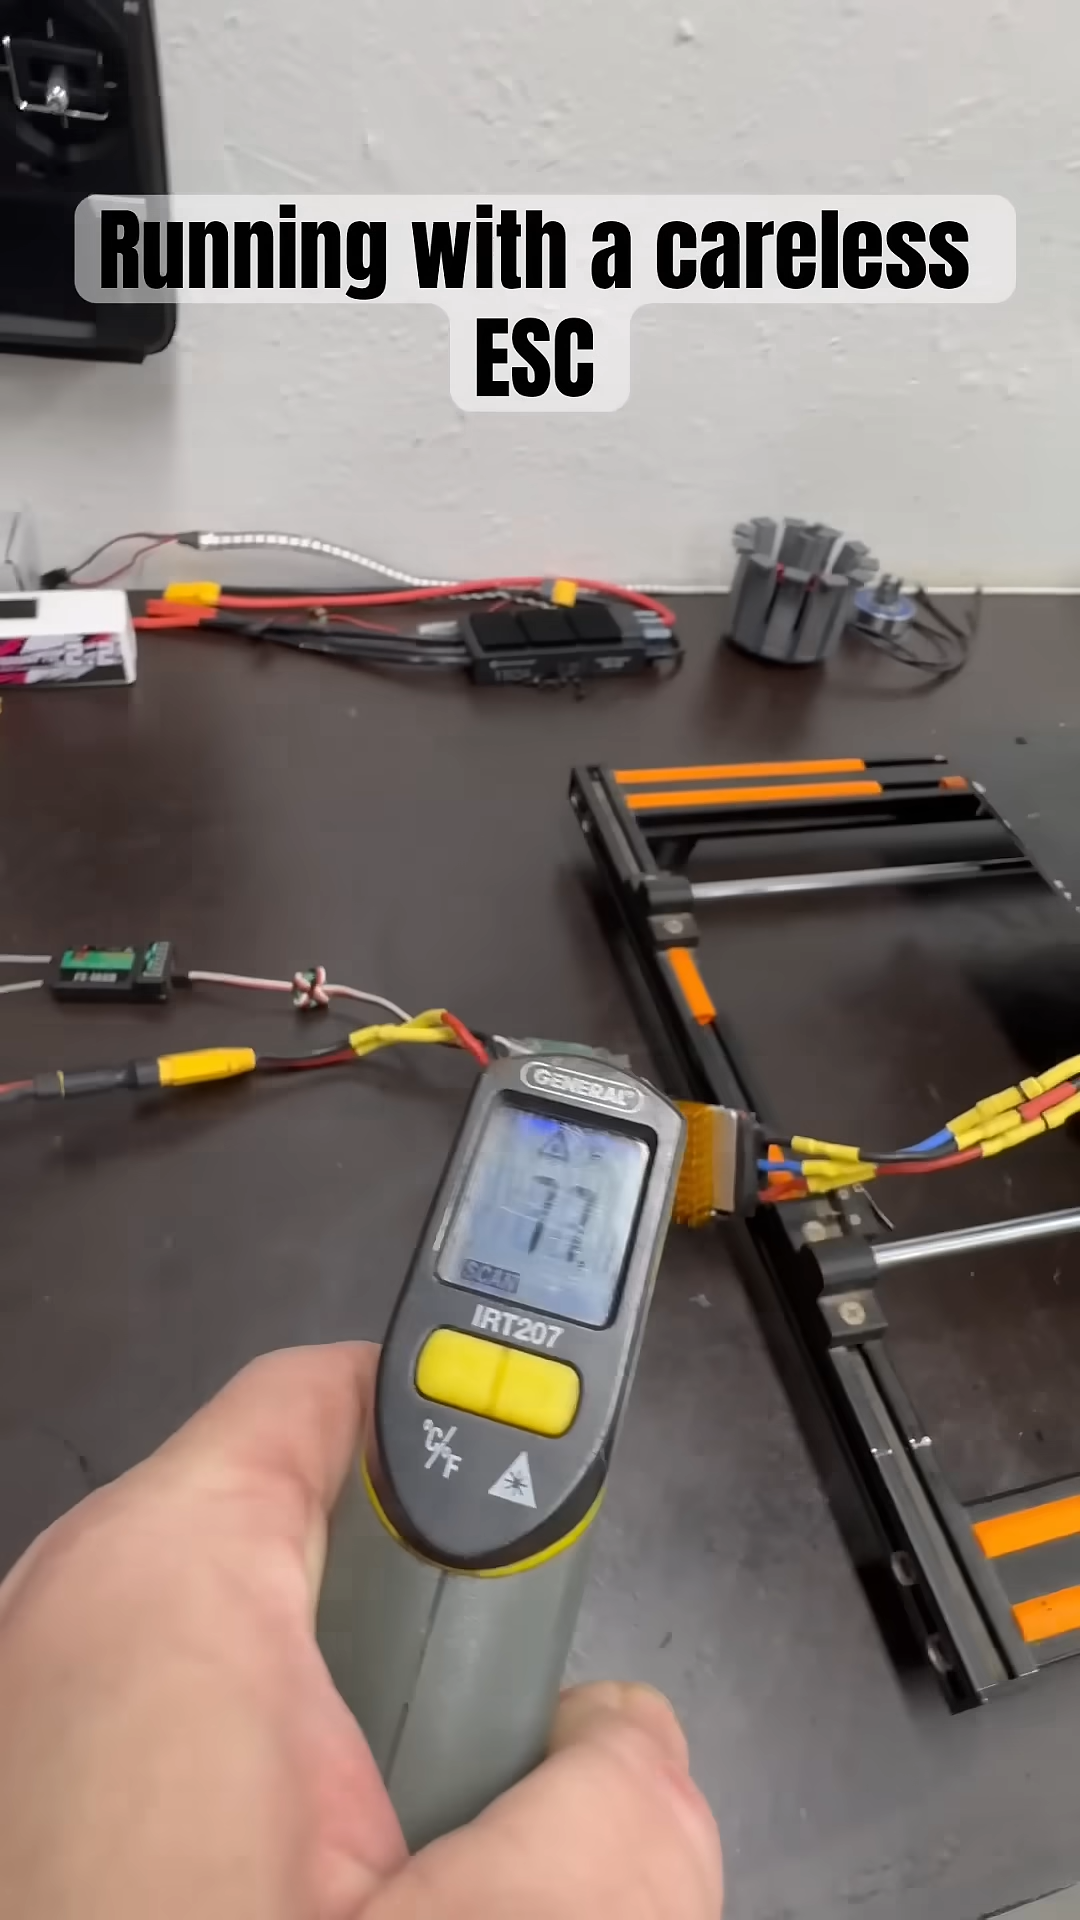 Running with a careless
ESC
GENERAL
SCAN
IRT207
°C/°F